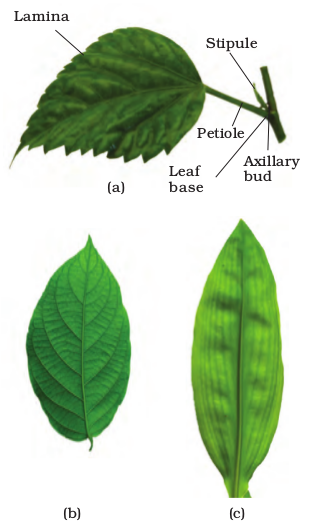 Lamina
Stipule
Petiole
Leaf
base
Axillary
bud
(a)
(b)
(c)